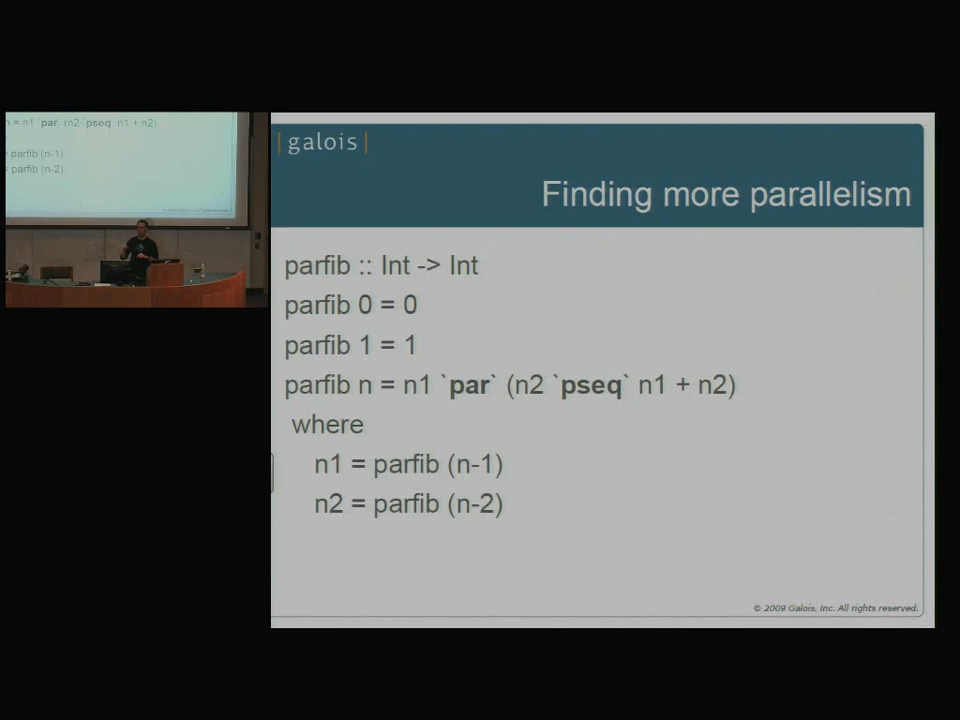 n = n1 `par` (n2 `pseq` n1 + n2)
= parfib (n-1)
= parfib (n-2)
|galois|
Finding more parallelism
parfib :: Int -> Int
parfib 0 = 0
parfib 1 = 1
parfib n = n1 `par` (n2 `pseq` n1 + n2)
where
n1 = parfib (n-1)
n2 = parfib (n-2)
© 2009 Galois, Inc. All rights reserved.